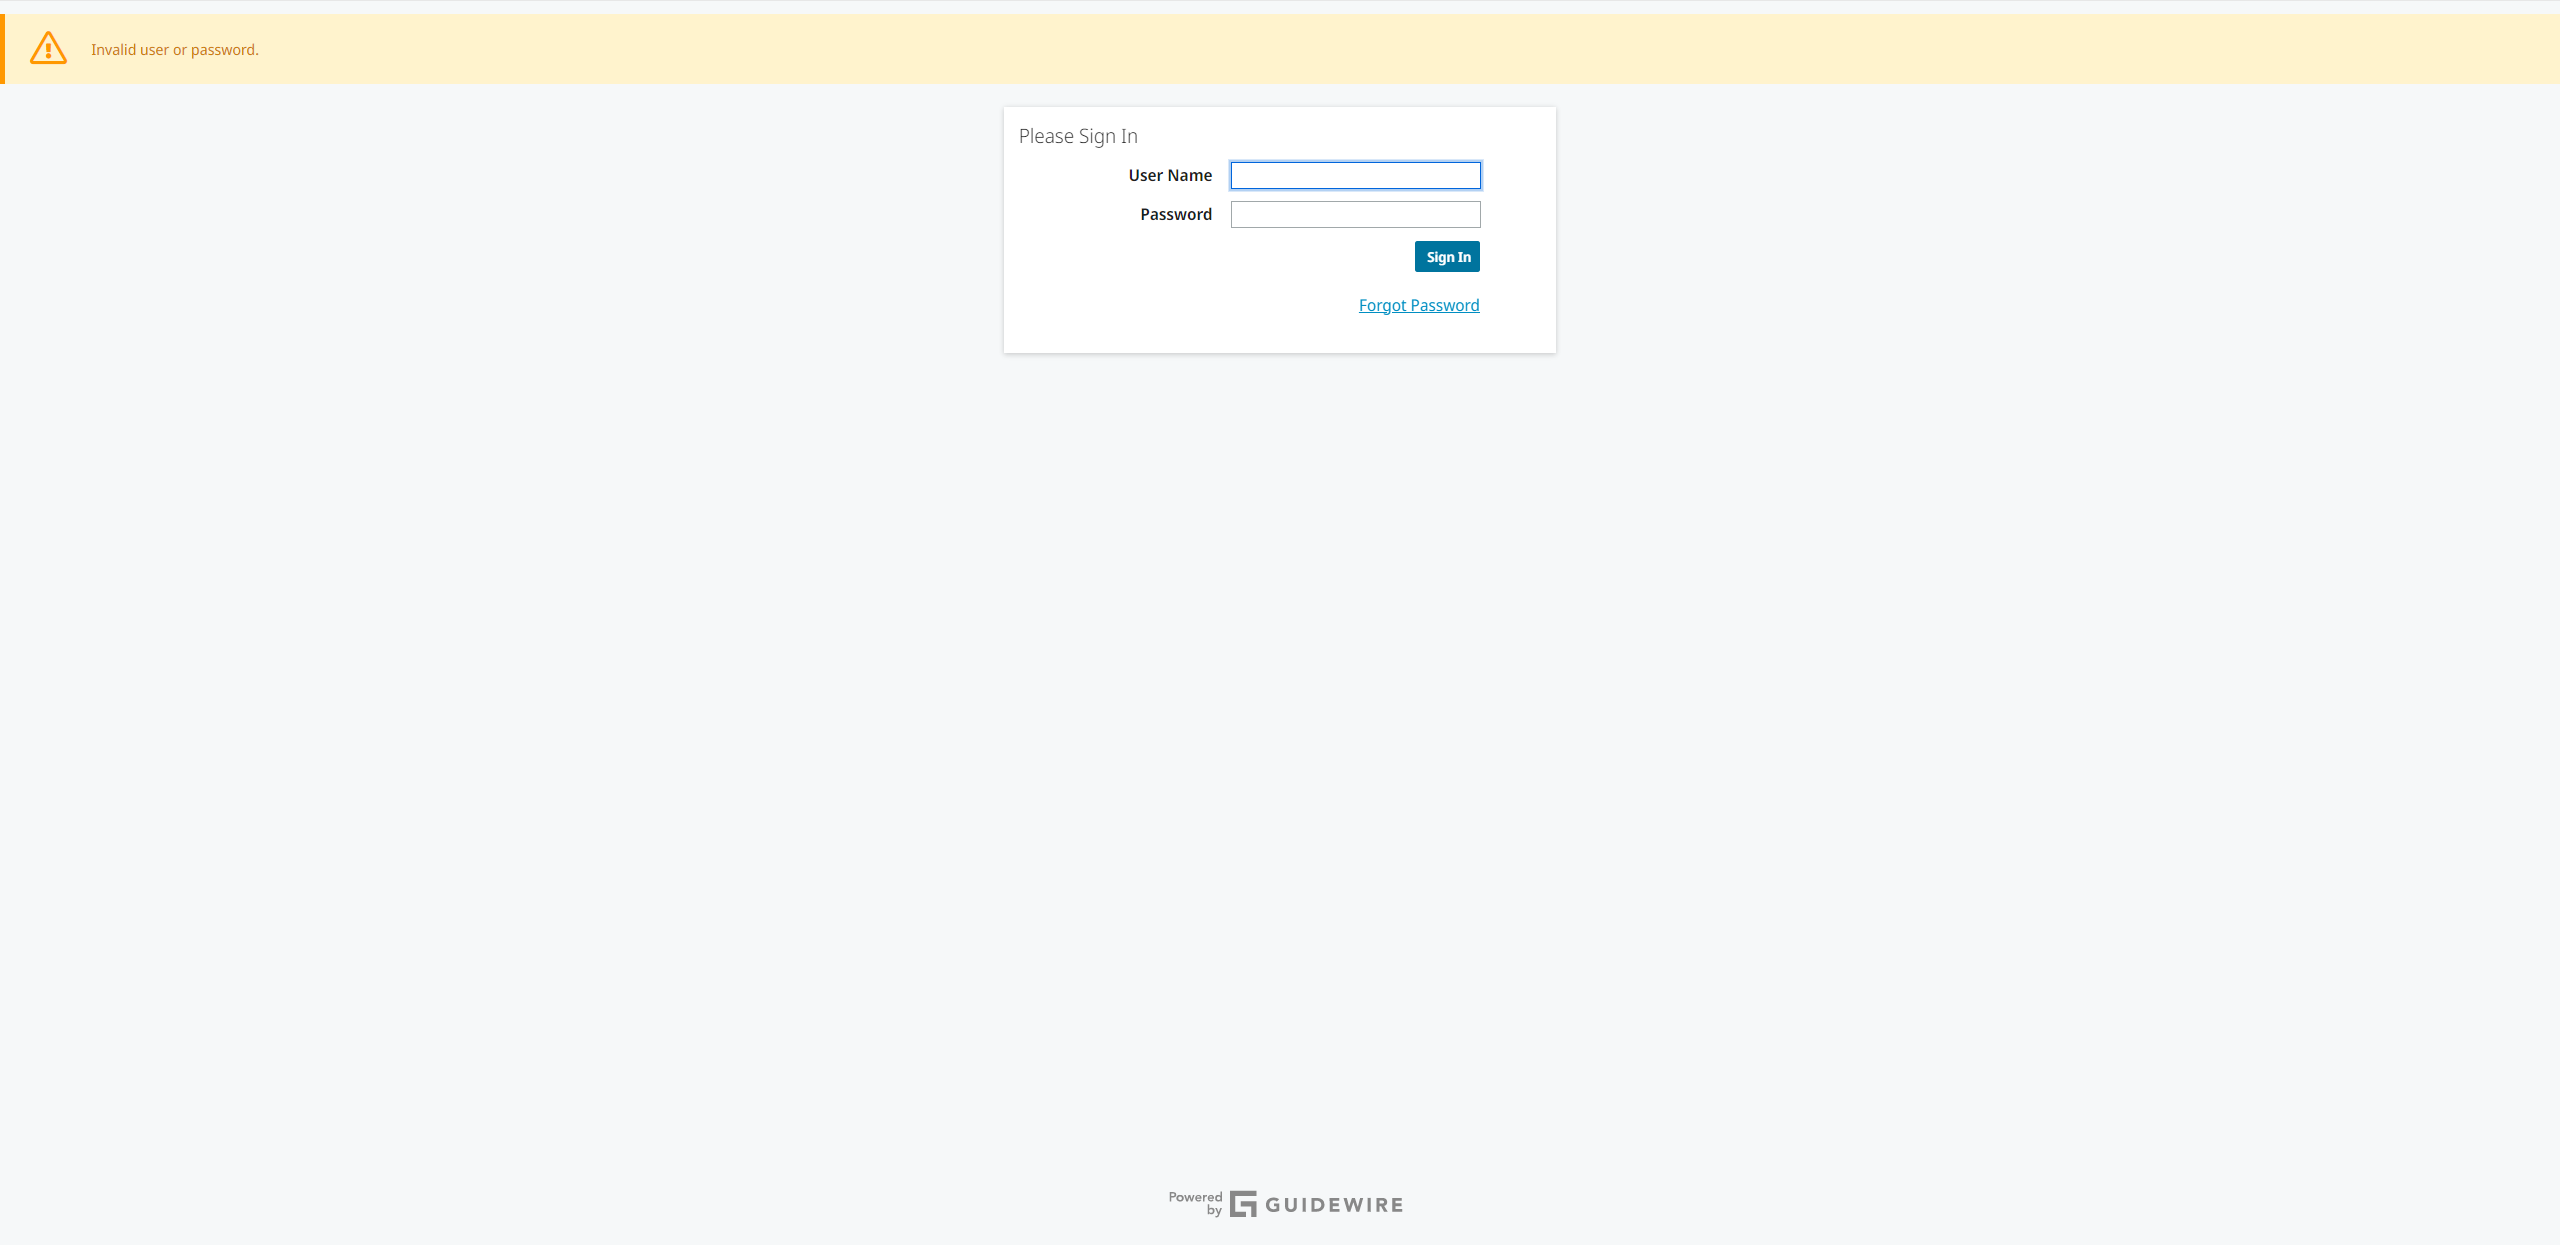 Invalid user or password.
Please Sign In
User Name
Password
Sign In
Forgot Password
Powered
by
GUIDEWIRE